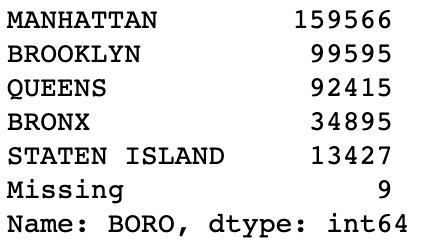 MANHATTAN 159566
BROOKLYN 99595
QUEENS 92415
BRONX 34895
STATEN ISLAND 13427
Missing 9
Name: BORO, dtype: int64